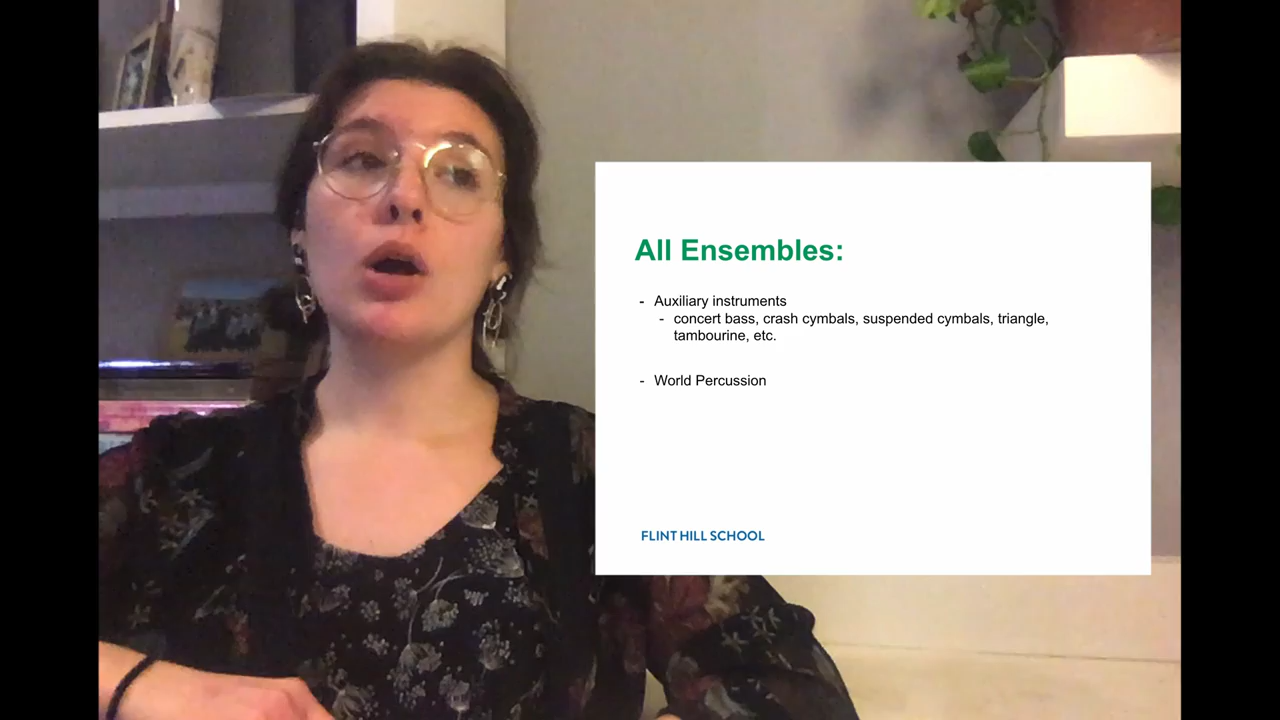 All Ensembles:
- Auxiliary instruments
- concert bass, crash cymbals, suspended cymbals, triangle,
tambourine, etc.
- World Percussion
FLINT HILL SCHOOL